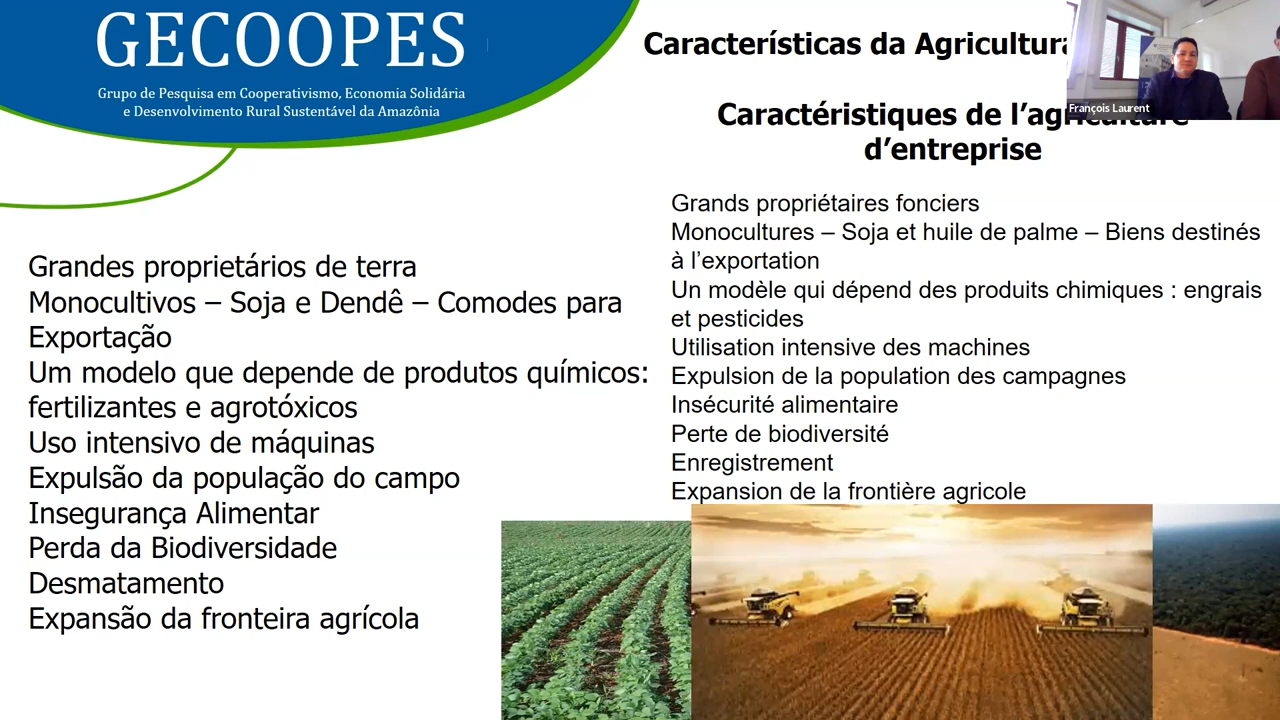 GECOOPES
Grupo de Pesquisa em Cooperativismo, Economia Solidária
e Desenvolvimento Rural Sustentável da Amazônia
Características da Agricultura
François Laurent
Caractéristiques de l’agriculture
d’entreprise
Grandes proprietários de terra
Monocultivos – Soja e Dendê – Comodes para
Exportação
Um modelo que depende de produtos químicos:
fertilizantes e agrotóxicos
Uso intensivo de máquinas
Expulsão da população do campo
Insegurança Alimentar
Perda da Biodiversidade
Desmatamento
Expansão da fronteira agrícola
Grands propriétaires fonciers
Monocultures – Soja et huile de palme – Biens destinés
à l’exportation
Un modèle qui dépend des produits chimiques : engrais
et pesticides
Utilisation intensive des machines
Expulsion de la population des campagnes
Insécurité alimentaire
Perte de biodiversité
Enregistrement
Expansion de la frontière agricole